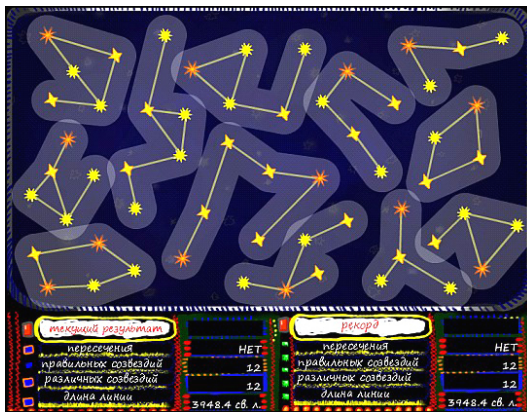 текущий результат
пересечения НЕТ
правильных созвездий 12
различных созвездий 12
длина линии 3948.4 св. л.
рекорд
пересечения НЕТ
правильных созвездий 12
различных созвездий 12
длина линии 3948.4 св. л.